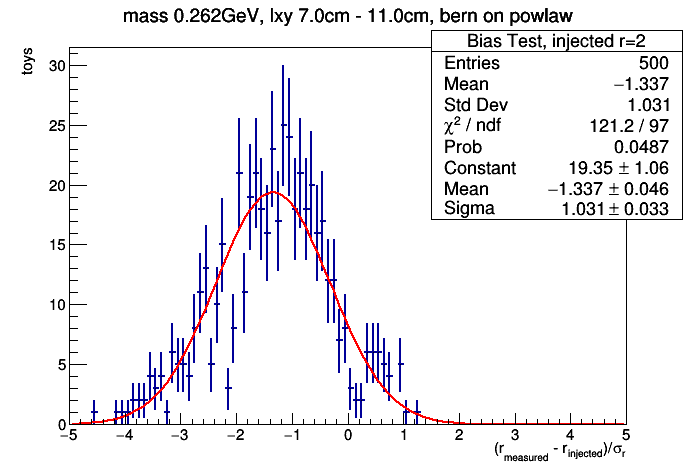 mass 0.262GeV, lxy 7.0cm - 11.0cm, bern on powlaw
Bias Test, injected r=2
Entries 500
Mean −1.337
Std Dev 1.031
χ² / ndf 121.2 / 97
Prob 0.0487
Constant 19.35 ± 1.06
Mean −1.337 ± 0.046
Sigma 1.031 ± 0.033
toys
30
25
20
15
10
5
0
−5 −4 −3 −2 −1 0 1 2 3 4 5
(r_measured - r_injected)/σ_r